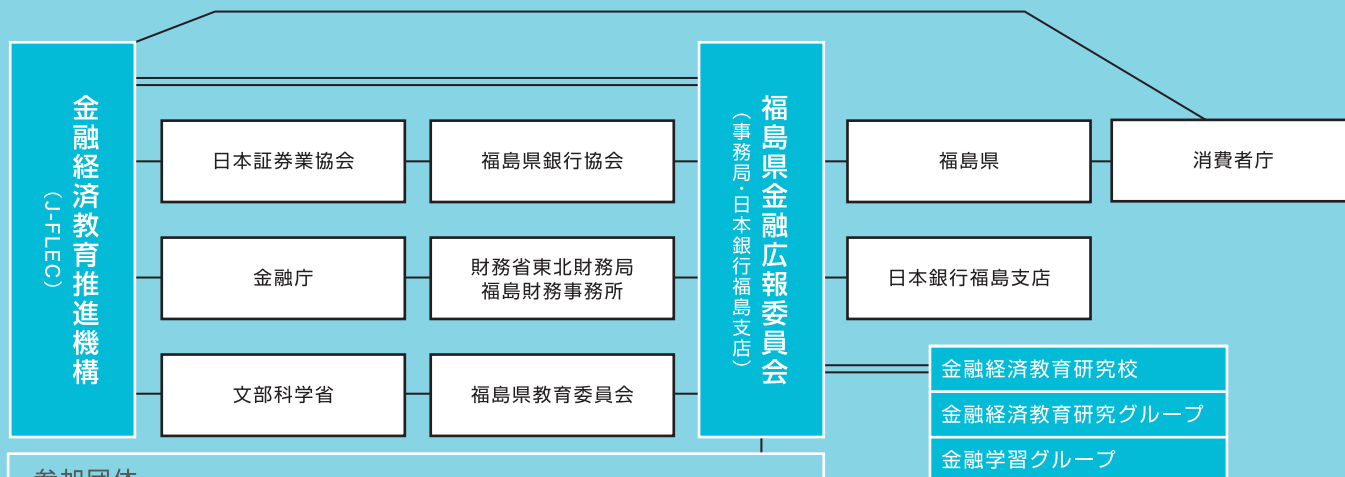 金融経済教育推進機構
（J-FLEC）
日本証券業協会
福島県銀行協会
金融庁
財務省東北財務局
福島財務事務所
文部科学省
福島県教育委員会
福島県金融広報委員会
（事務局・日本銀行福島支店）
福島県
消費者庁
日本銀行福島支店
金融経済教育研究校
金融経済教育研究グループ
金融学習グループ
参加団体